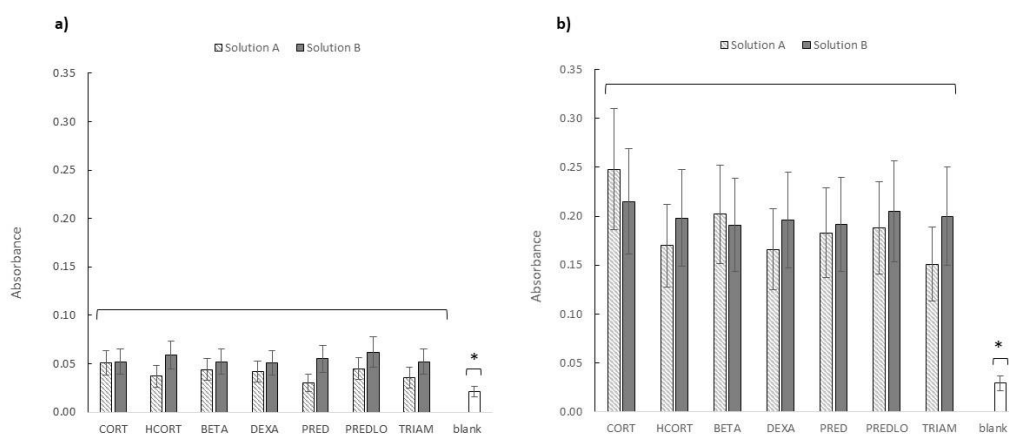 a)
Solution A Solution B
0.35
0.30
0.25
0.20
0.15
0.10
0.05
0.00
Absorbance
*
CORT HCORT BETA DEXA PRED PREDLO TRIAM blank
b)
Solution A Solution B
0.35
0.30
0.25
0.20
0.15
0.10
0.05
0.00
Absorbance
*
CORT HCORT BETA DEXA PRED PREDLO TRIAM blank